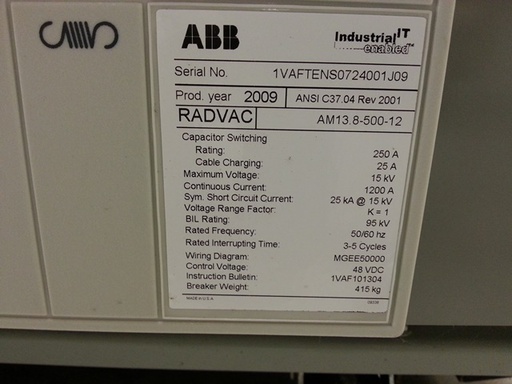 ABB Industrial IT
enabled™
Serial No. 1VAFTENS0724001J09
Prod. year 2009 ANSI C37.04 Rev 2001
RADVAC AM13.8-500-12
Capacitor Switching
Rating: 250 A
Cable Charging: 25 A
Maximum Voltage: 15 kV
Continuous Current: 1200 A
Sym. Short Circuit Current: 25 kA @ 15 kV
Voltage Range Factor: K = 1
BIL Rating: 95 kV
Rated Frequency: 50/60 hz
Rated Interrupting Time: 3-5 Cycles
Wiring Diagram: MGEE50000
Control Voltage: 48 VDC
Instruction Bulletin: 1VAF101304
Breaker Weight: 415 kg
MADE IN U.S.A.